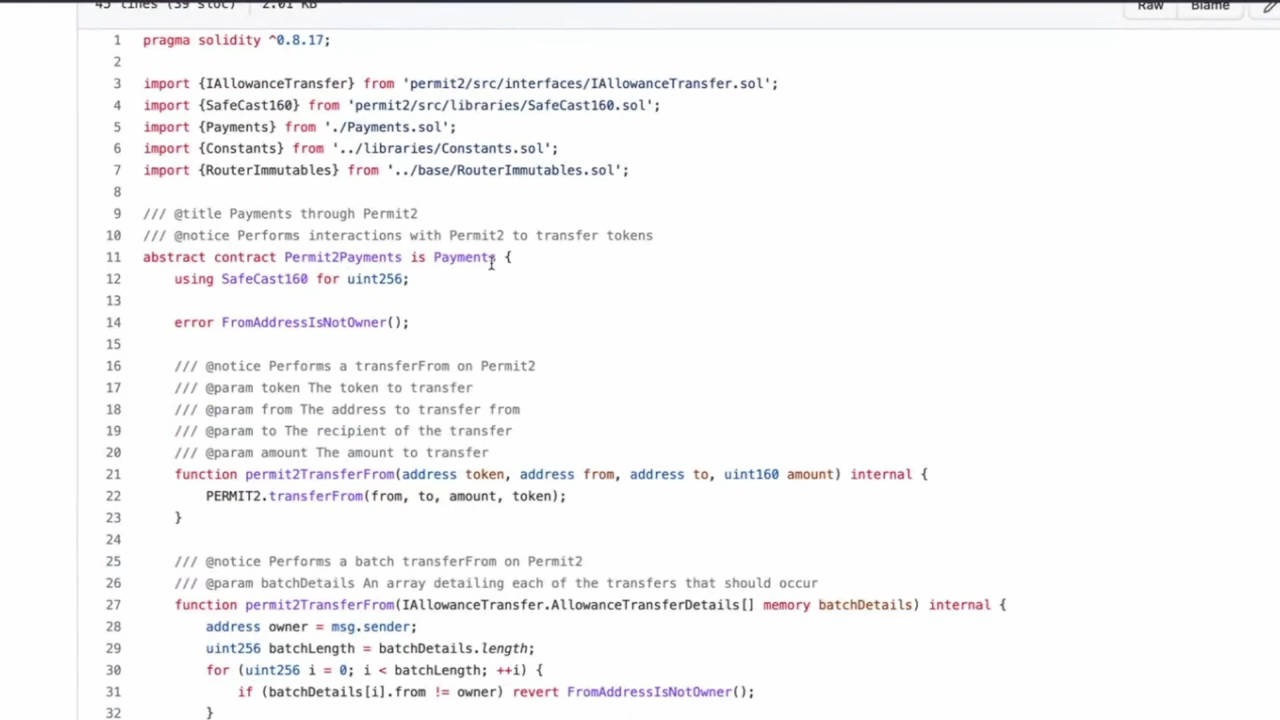 45 lines (39 sloc) 2.01 KB Raw Blame
1 pragma solidity ^0.8.17;
2
3 import {IAllowanceTransfer} from 'permit2/src/interfaces/IAllowanceTransfer.sol';
4 import {SafeCast160} from 'permit2/src/libraries/SafeCast160.sol';
5 import {Payments} from './Payments.sol';
6 import {Constants} from '../libraries/Constants.sol';
7 import {RouterImmutables} from '../base/RouterImmutables.sol';
8
9 /// @title Payments through Permit2
10 /// @notice Performs interactions with Permit2 to transfer tokens
11 abstract contract Permit2Payments is Payments {
12 using SafeCast160 for uint256;
13
14 error FromAddressIsNotOwner();
15
16 /// @notice Performs a transferFrom on Permit2
17 /// @param token The token to transfer
18 /// @param from The address to transfer from
19 /// @param to The recipient of the transfer
20 /// @param amount The amount to transfer
21 function permit2TransferFrom(address token, address from, address to, uint160 amount) internal {
22 PERMIT2.transferFrom(from, to, amount, token);
23 }
24
25 /// @notice Performs a batch transferFrom on Permit2
26 /// @param batchDetails An array detailing each of the transfers that should occur
27 function permit2TransferFrom(IAllowanceTransfer.AllowanceTransferDetails[] memory batchDetails) internal {
28 address owner = msg.sender;
29 uint256 batchLength = batchDetails.length;
30 for (uint256 i = 0; i < batchLength; ++i) {
31 if (batchDetails[i].from != owner) revert FromAddressIsNotOwner();
32 }